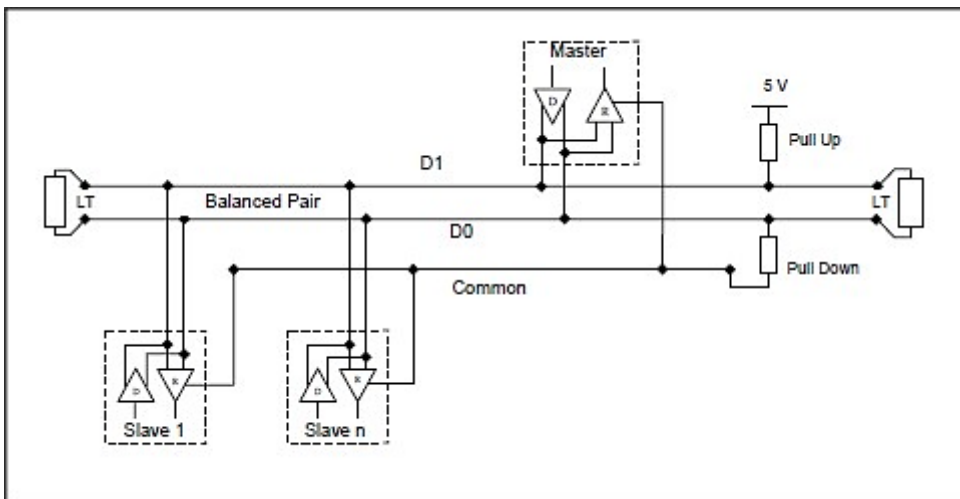 Master
D
R
5 V
Pull Up
D1
LT
Balanced Pair
LT
D0
Pull Down
Common
D
R
D
R
Slave 1
Slave n